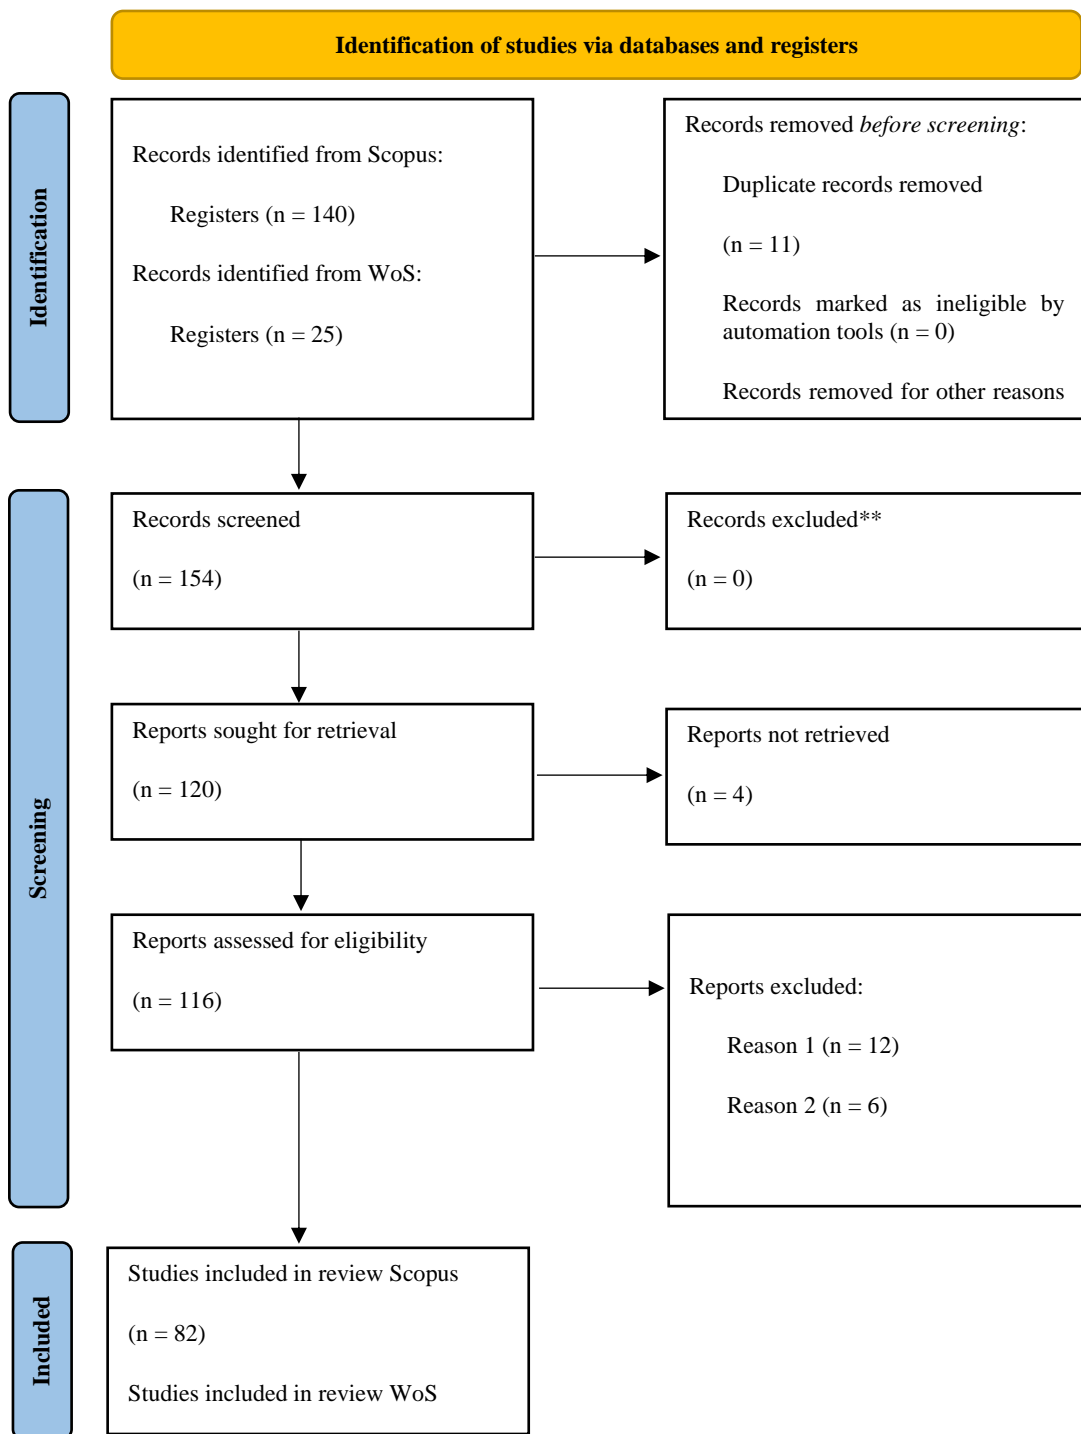 Identification of studies via databases and registers
Identification
Records identified from Scopus:
Registers (n = 140)
Records identified from WoS:
Registers (n = 25)
Records removed before screening:
Duplicate records removed
(n = 11)
Records marked as ineligible by
automation tools (n = 0)
Records removed for other reasons
Screening
Records screened
(n = 154)
Records excluded**
(n = 0)
Reports sought for retrieval
(n = 120)
Reports not retrieved
(n = 4)
Reports assessed for eligibility
(n = 116)
Reports excluded:
Reason 1 (n = 12)
Reason 2 (n = 6)
Included
Studies included in review Scopus
(n = 82)
Studies included in review WoS